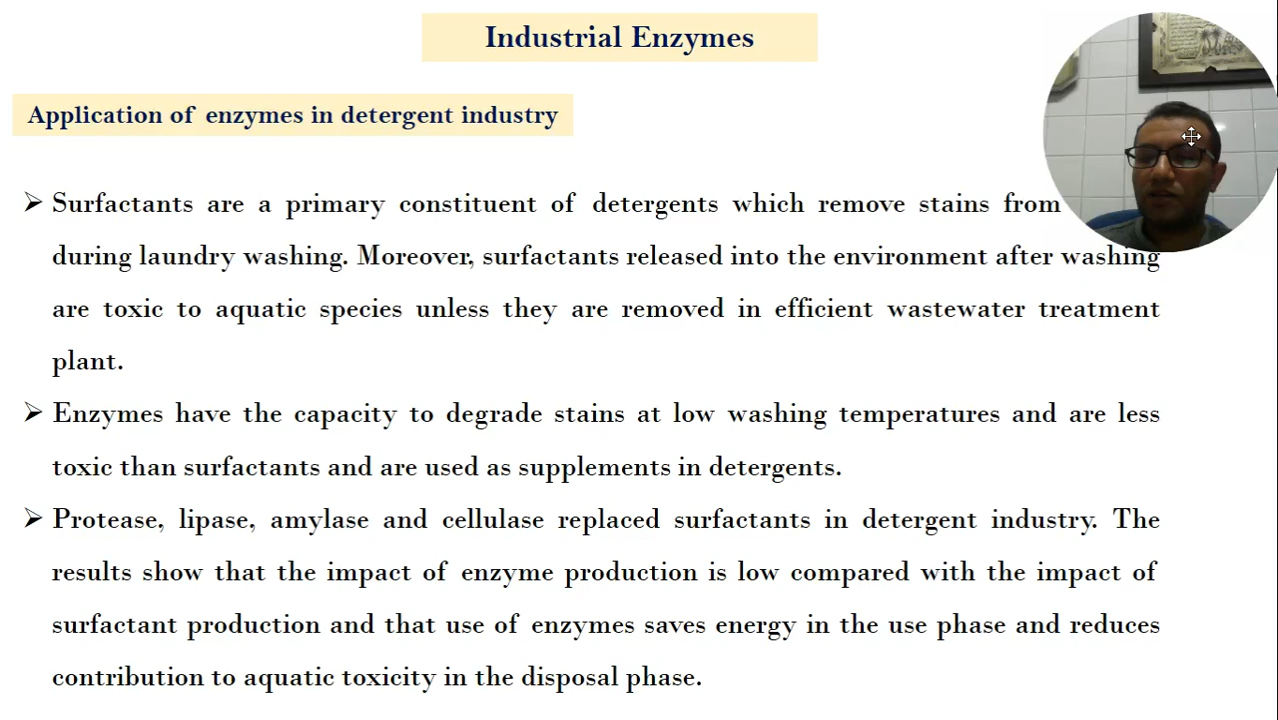 Industrial Enzymes
Application of enzymes in detergent industry
➢ Surfactants are a primary constituent of detergents which remove stains from
during laundry washing. Moreover, surfactants released into the environment after washing
are toxic to aquatic species unless they are removed in efficient wastewater treatment
plant.
➢ Enzymes have the capacity to degrade stains at low washing temperatures and are less
toxic than surfactants and are used as supplements in detergents.
➢ Protease, lipase, amylase and cellulase replaced surfactants in detergent industry. The
results show that the impact of enzyme production is low compared with the impact of
surfactant production and that use of enzymes saves energy in the use phase and reduces
contribution to aquatic toxicity in the disposal phase.